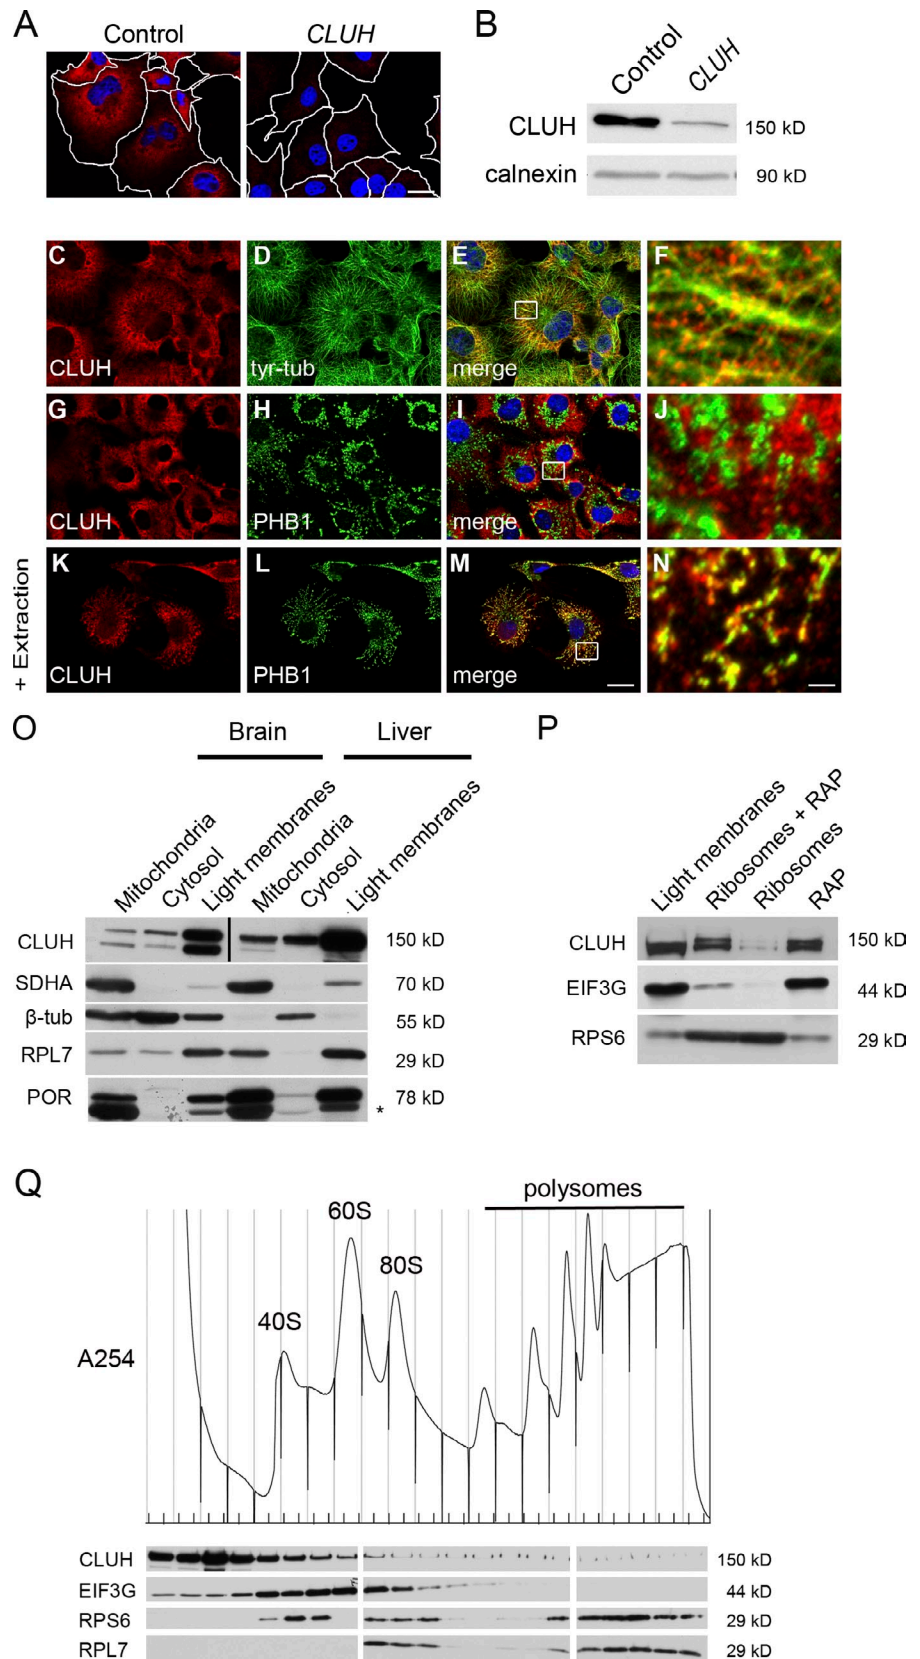 A
Control
CLUH
B
Control
CLUH
CLUH
150 kD
calnexin
90 kD
C
CLUH
D
tyr-tub
E
merge
F
G
CLUH
H
PHB1
I
merge
J
+ Extraction
K
CLUH
L
PHB1
M
merge
N
O
Brain
Liver
Mitochondria
Cytosol
Light membranes
Mitochondria
Cytosol
Light membranes
CLUH
150 kD
SDHA
70 kD
β-tub
55 kD
RPL7
29 kD
POR
78 kD
*
P
Light membranes
Ribosomes + RAP
Ribosomes
RAP
CLUH
150 kD
EIF3G
44 kD
RPS6
29 kD
Q
polysomes
60S
80S
40S
A254
CLUH
150 kD
EIF3G
44 kD
RPS6
29 kD
RPL7
29 kD